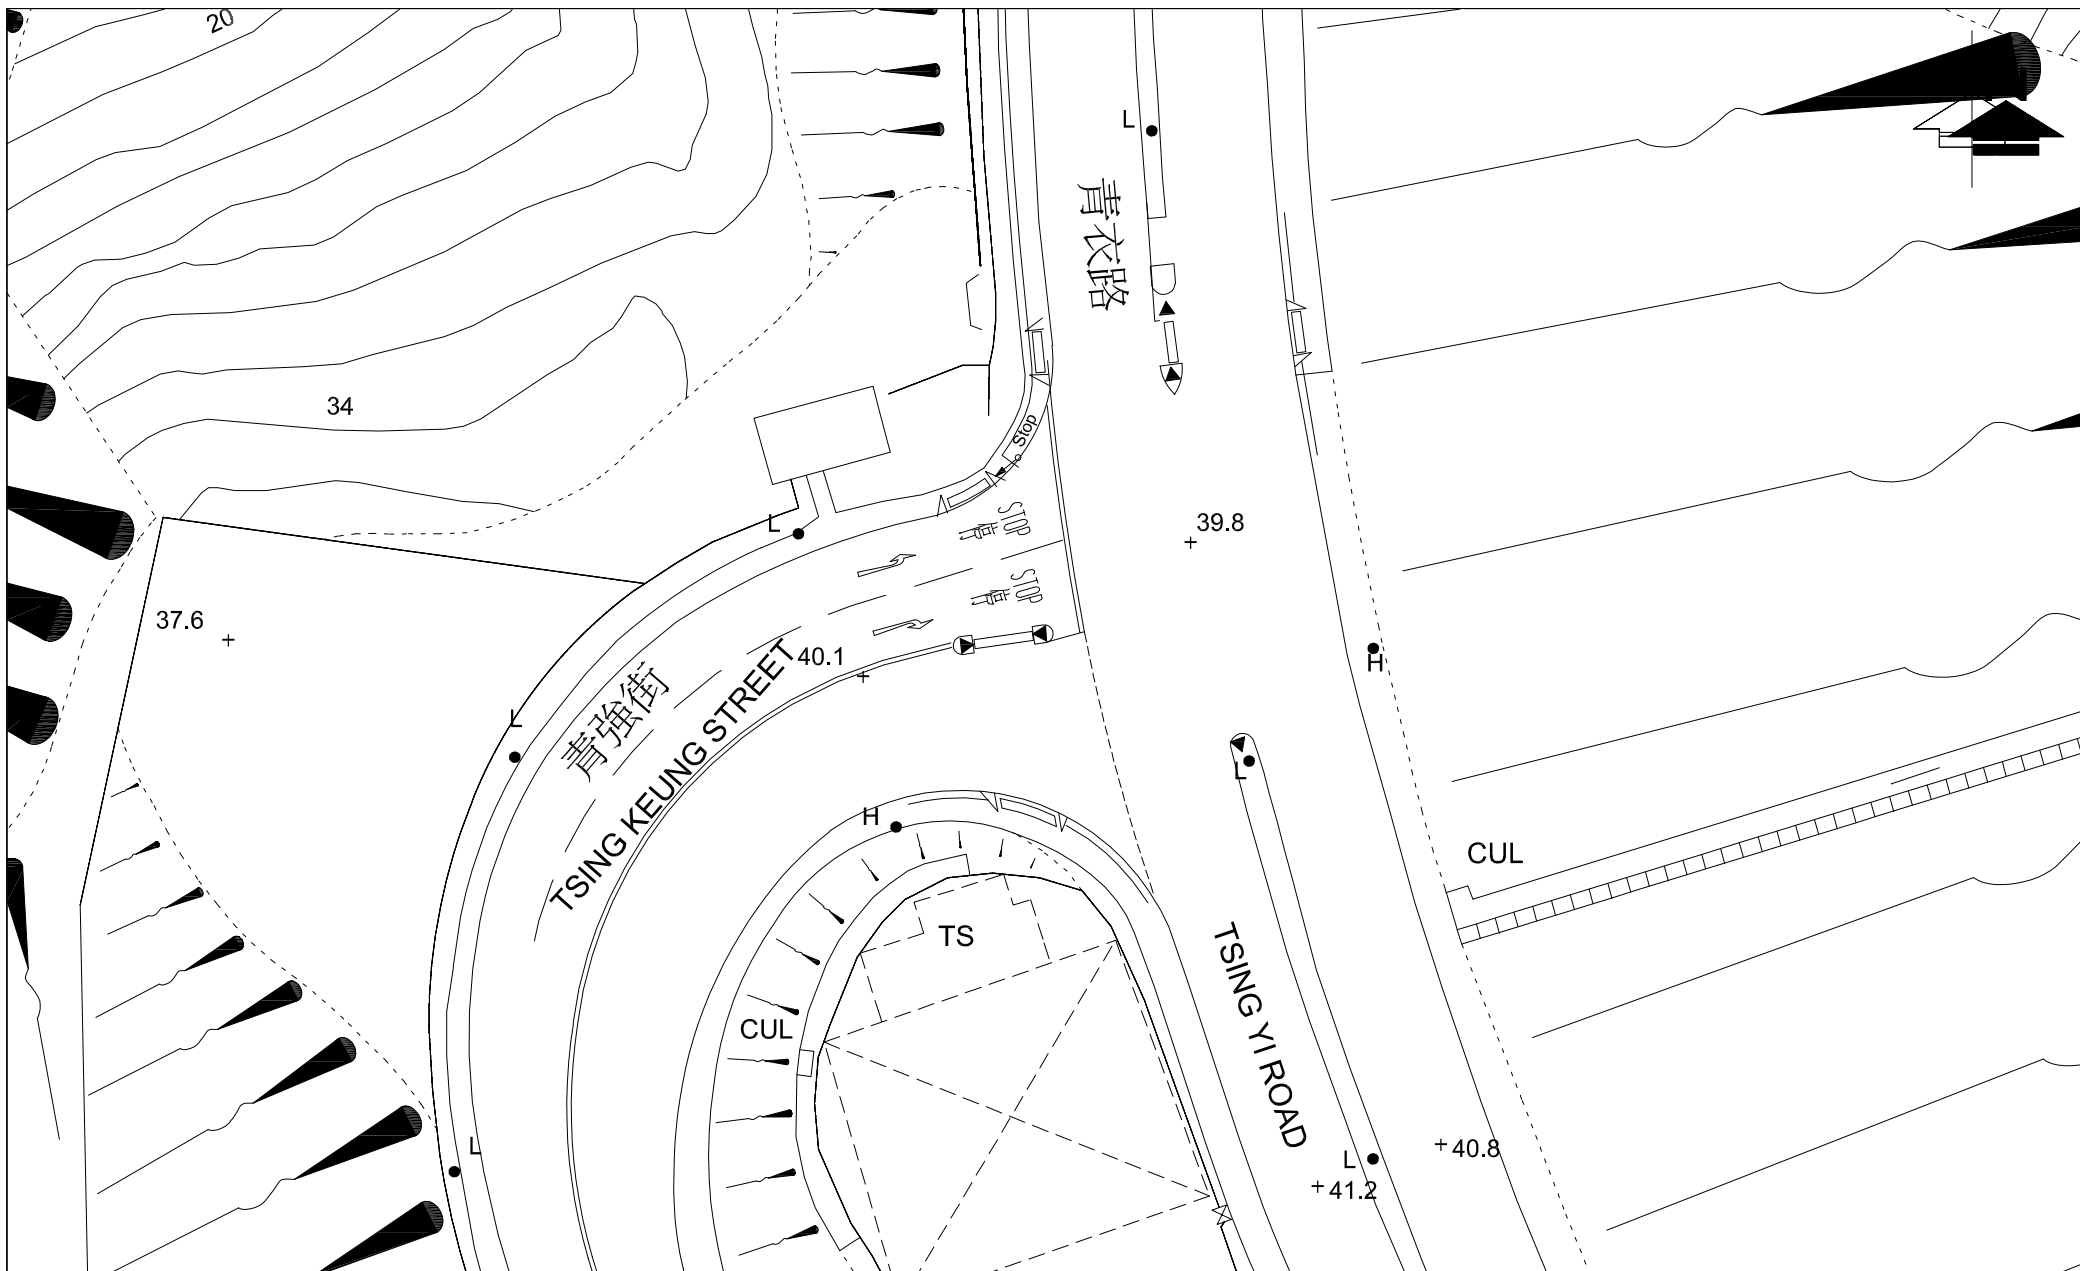 20
L
青衣路
34
Stop
L
STOP
停
39.8
STOP
停
37.6
40.1
H
青強街
TSING KEUNG STREET
L
L
H
CUL
TS
TSING YI ROAD
CUL
L
L
40.8
41.2